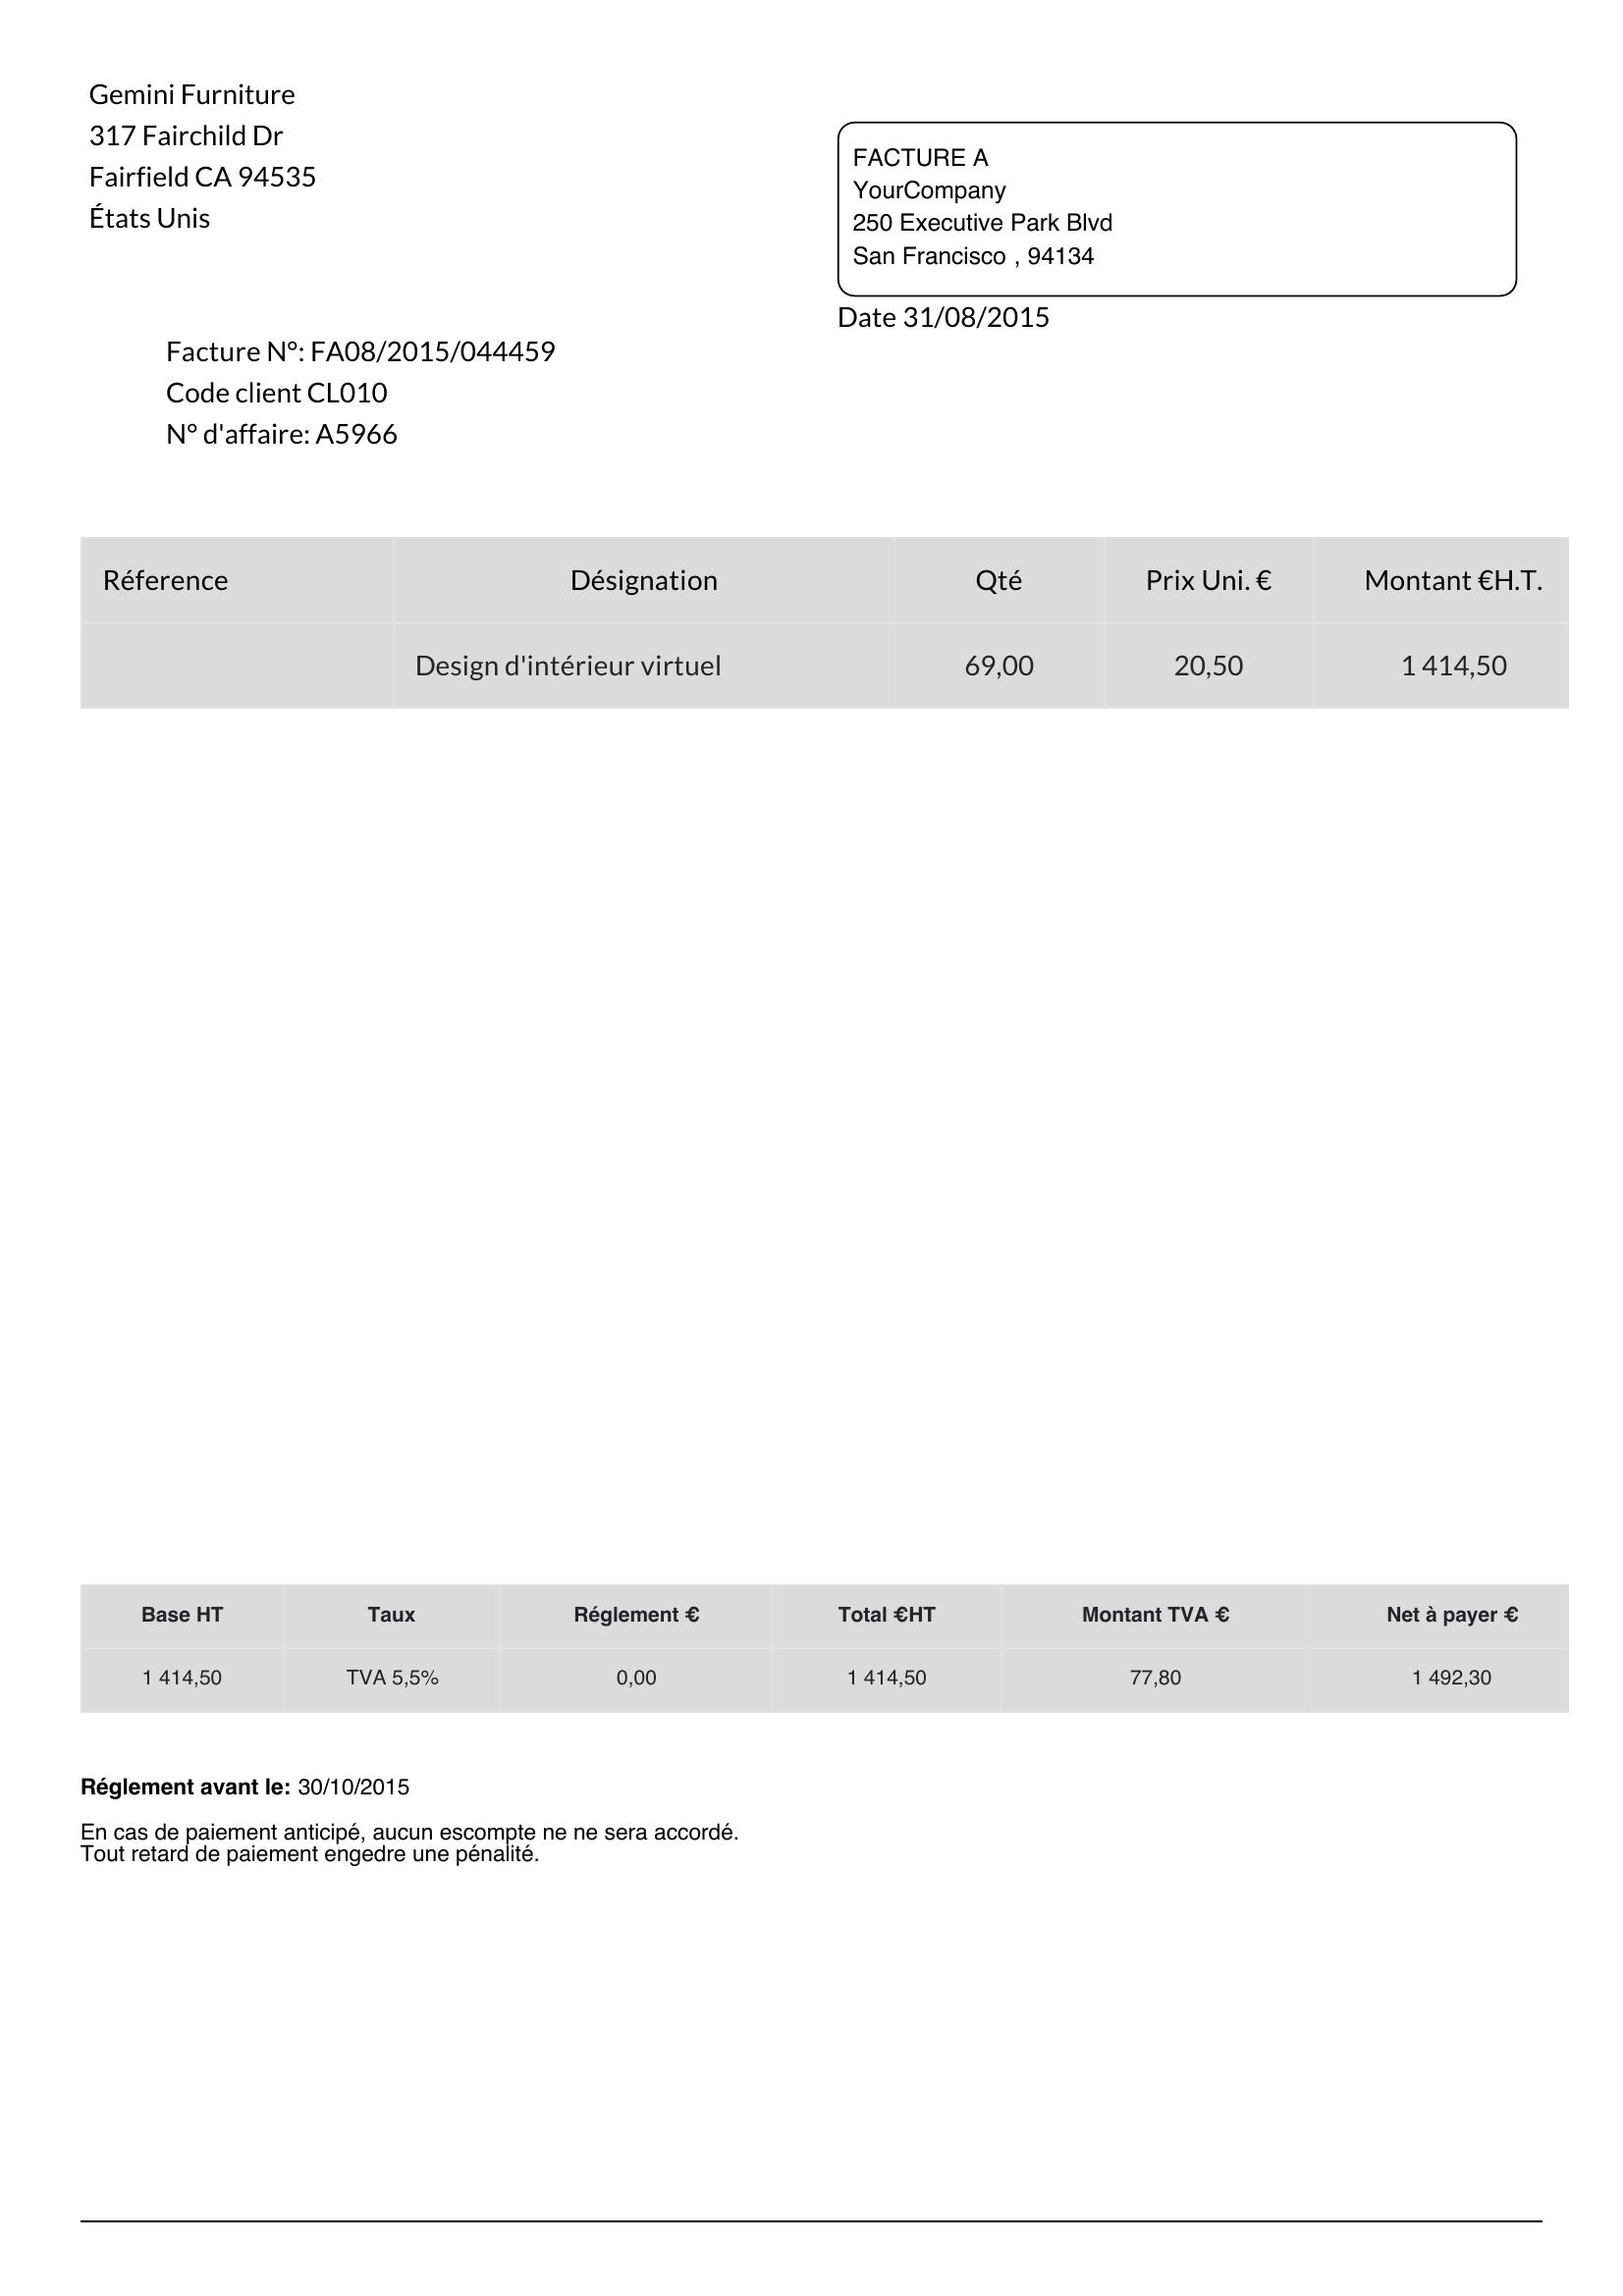 Gemini Furniture
317 Fairchild Dr
Fairfield CA 94535
États Unis
FACTURE A
YourCompany
250 Executive Park Blvd
San Francisco , 94134
Date 31/08/2015
Facture N°: FA08/2015/044459
Code client CL010
N° d'affaire: A5966
Réference Désignation Qté Prix Uni. € Montant €H.T.
Design d'intérieur virtuel 69,00 20,50 1 414,50
Base HT Taux Réglement € Total €HT Montant TVA € Net à payer €
1 414,50 TVA 5,5% 0,00 1 414,50 77,80 1 492,30
Réglement avant le: 30/10/2015
En cas de paiement anticipé, aucun escompte ne ne sera accordé.
Tout retard de paiement engedre une pénalité.